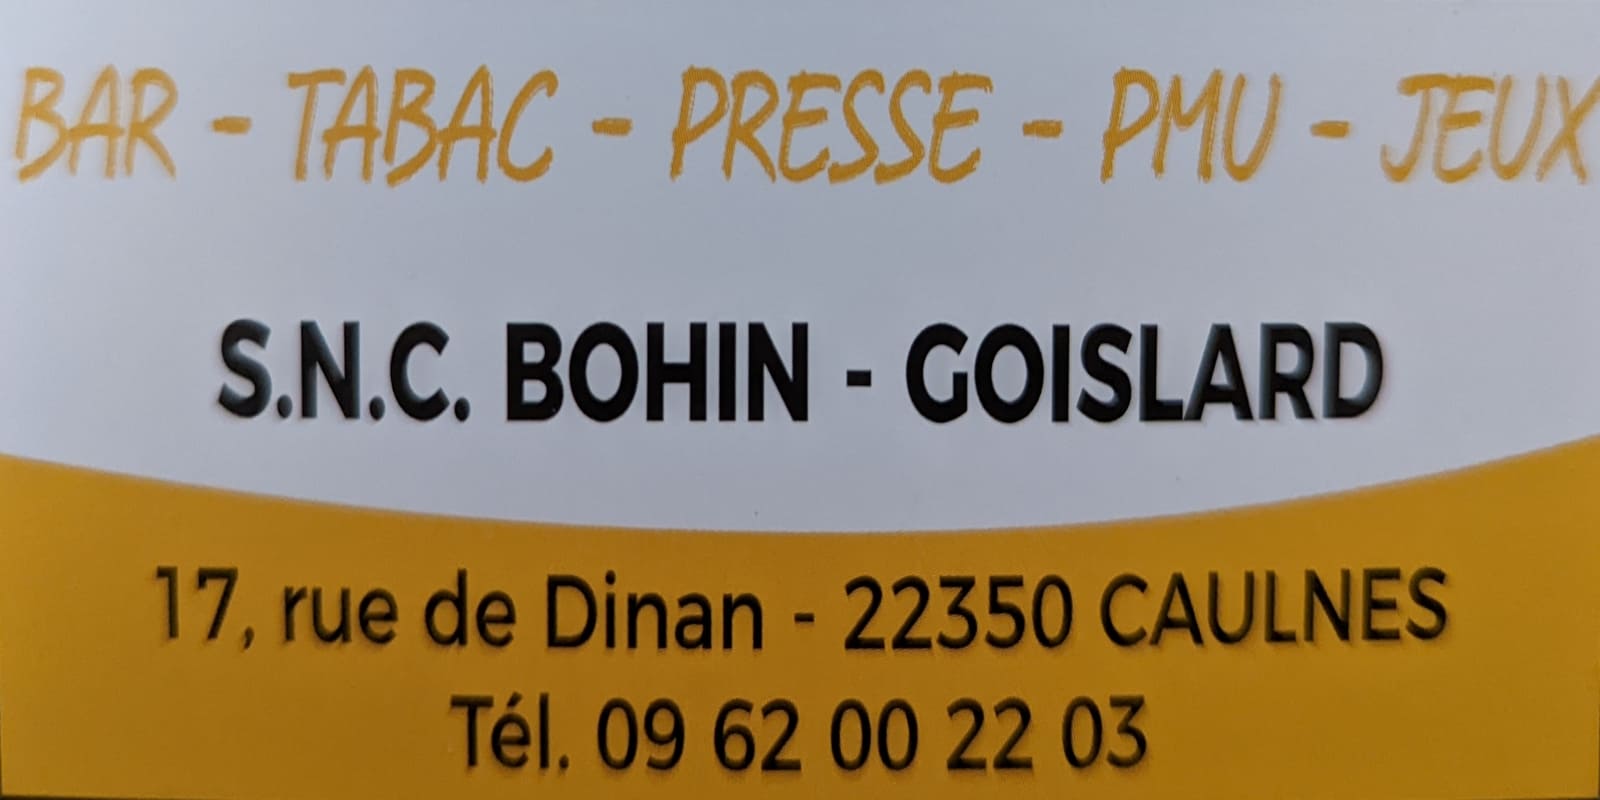 BAR - TABAC - PRESSE - PMU - JEUX
S.N.C. BOHIN - GOISLARD
17, rue de Dinan - 22350 CAULNES
Tél. 09 62 00 22 03